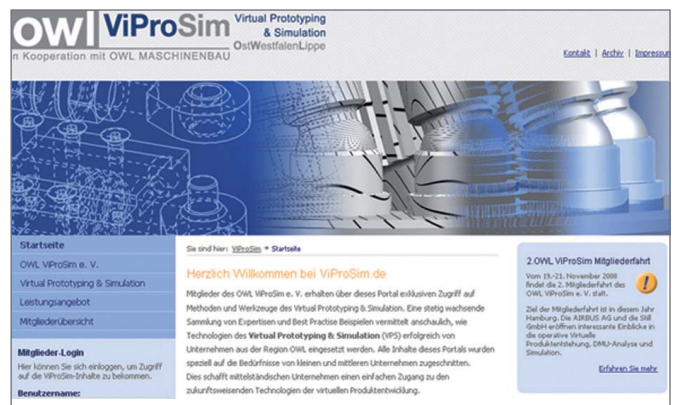 OWL ViProSim Virtual Prototyping
& Simulation
OstWestfalenLippe
n Kooperation mit OWL MASCHINENBAU
Kontakt | Archiv | Impressum
Startseite
OWL ViProSim e. V.
Virtual Prototyping & Simulation
Leistungsangebot
Mitgliederübersicht
Mitglieder-Login
Hier können Sie sich einloggen, um Zugriff
auf die ViProSim-Inhalte zu bekommen.
Benutzername:
Sie sind hier: ViProSim → Startseite
Herzlich Willkommen bei ViProSim.de
Mitglieder des OWL ViProSim e. V. erhalten über dieses Portal exklusiven Zugriff auf
Methoden und Werkzeuge des Virtual Prototyping & Simulation. Eine stetig wachsende
Sammlung von Expertisen und Best Practise Beispielen vermittelt anschaulich, wie
Technologien des Virtual Prototyping & Simulation (VPS) erfolgreich von
Unternehmen aus der Region OWL eingesetzt werden. Alle Inhalte dieses Portals wurden
speziell auf die Bedürfnisse von kleinen und mittleren Unternehmen zugeschnitten.
Dies schafft mittelständischen Unternehmen einen einfachen Zugang zu den
zukunftsweisenden Technologien der virtuellen Produktentwicklung.
2.OWL ViProSim Mitgliederfahrt
Vom 19.-21. November 2008
findet die 2. Mitgliederfahrt des
OWL ViProSim e. V. statt.
Ziel der Mitgliederfahrt ist in diesem Jahr
Hamburg. Die AIRBUS AG und die Still
GmbH eröffnen interessante Einblicke in
die operative Virtuelle
Produktentstehung, DMU-Analyse und
Simulation.
Erfahren Sie mehr